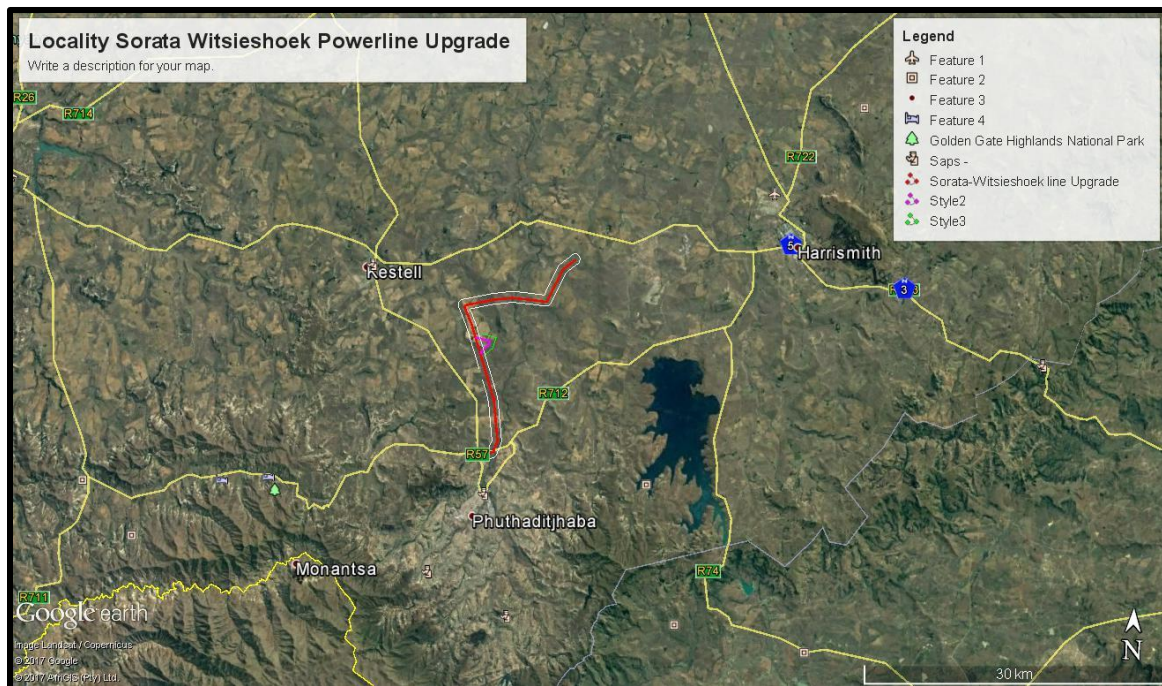 Locality Sorata Witsieshoek Powerline Upgrade
Write a description for your map.
Legend
Feature 1
Feature 2
Feature 3
Feature 4
Golden Gate Highlands National Park
Saps -
Sorata-Witsieshoek line Upgrade
Style2
Style3
R26
R714
R722
N
5
Harrismith
Kestell
3
R712
R57
Phuthaditjhaba
Monantsa
R74
R711
Google earth
Image Landsat / Copernicus
© 2017 Google
© 2017 AfriGIS (Pty) Ltd.
N
30 km